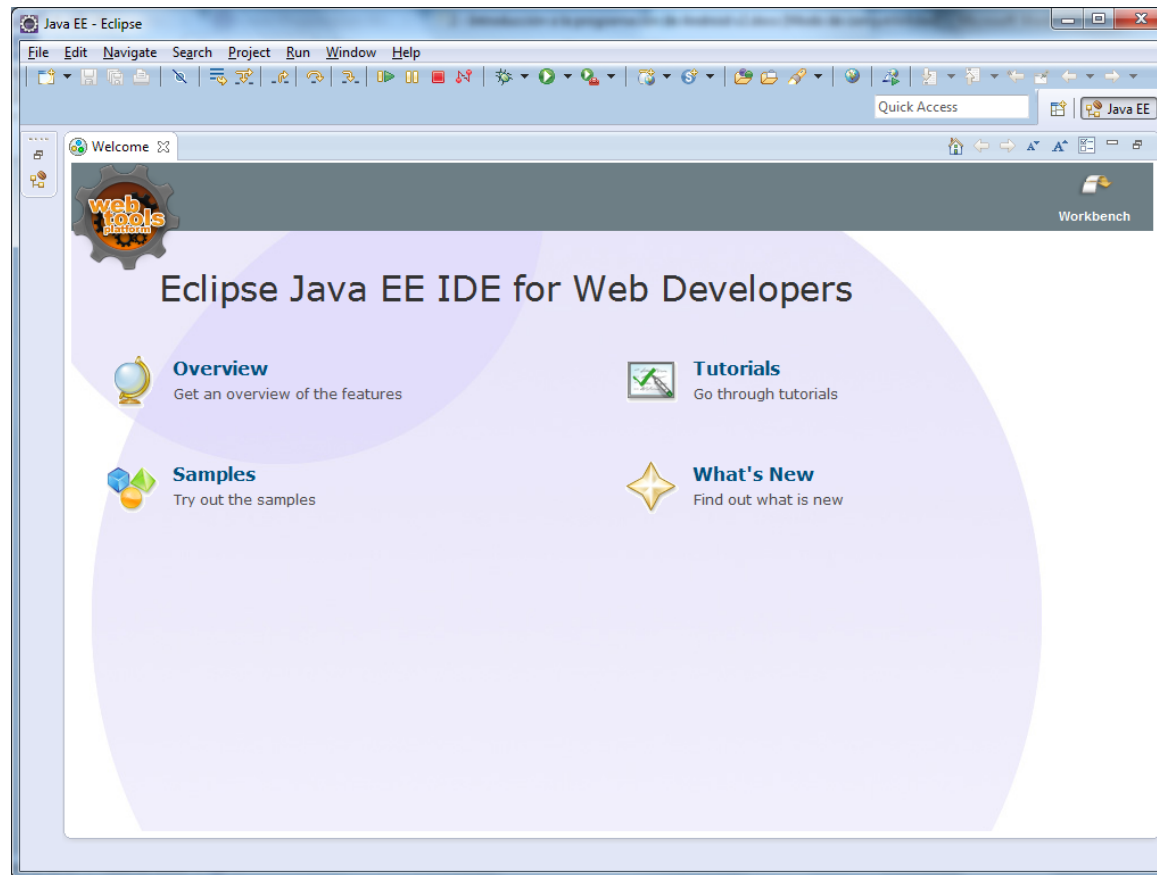 Java EE - Eclipse
File Edit Navigate Search Project Run Window Help
Quick Access
Java EE
Welcome
web
tools
platform
Workbench
Eclipse Java EE IDE for Web Developers
Overview
Get an overview of the features
Tutorials
Go through tutorials
Samples
Try out the samples
What's New
Find out what is new